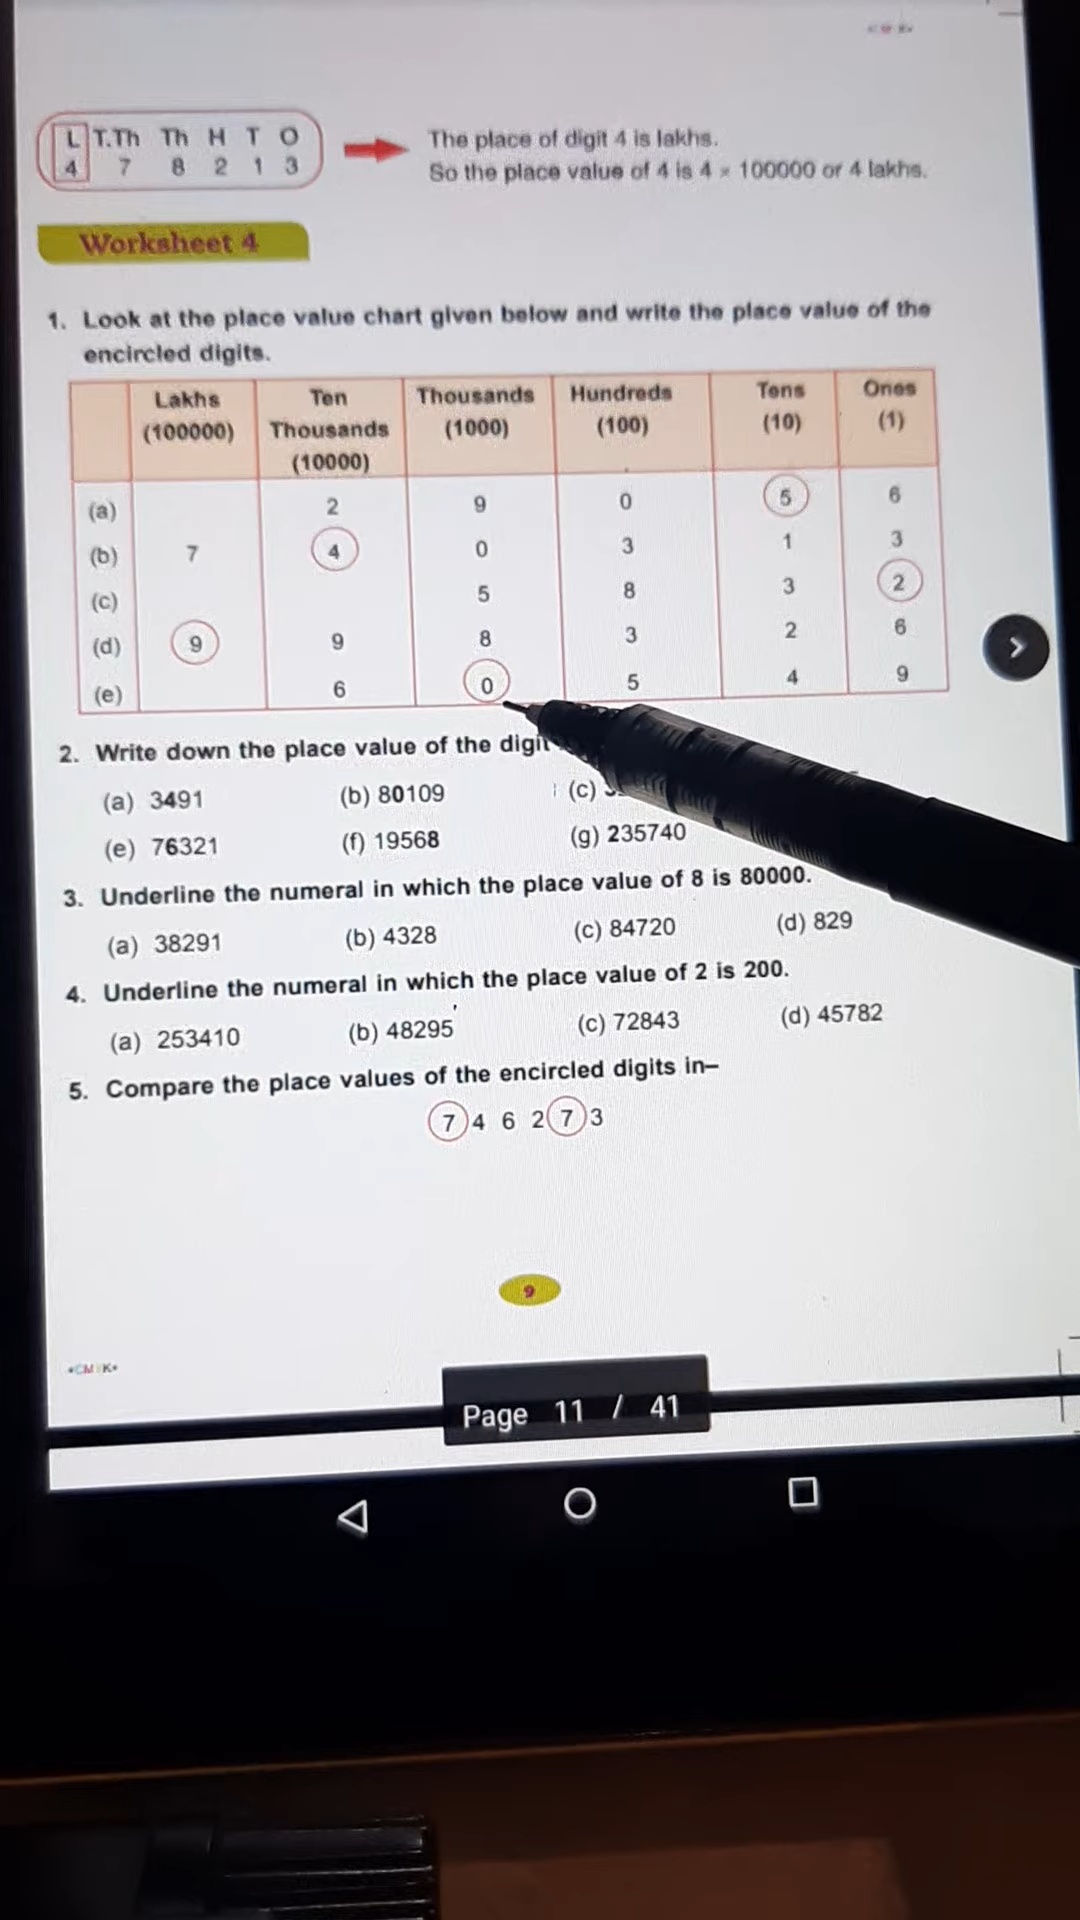 L T.Th Th H T O
4 7 8 2 1 3
The place of digit 4 is lakhs.
So the place value of 4 is 4 × 100000 or 4 lakhs.
Worksheet 4
1. Look at the place value chart given below and write the place value of the
encircled digits.
Lakhs (100000) Ten Thousands (10000) Thousands (1000) Hundreds (100) Tens (10) Ones (1)
(a) 2 9 0 5 6
(b) 7 4 0 3 1 3
(c) 5 8 3 2
(d) 9 9 8 3 2 6
(e) 6 0 5 4 9
2. Write down the place value of the digit
(a) 3491 (b) 80109 (c)
(e) 76321 (f) 19568 (g) 235740
3. Underline the numeral in which the place value of 8 is 80000.
(a) 38291 (b) 4328 (c) 84720 (d) 829
4. Underline the numeral in which the place value of 2 is 200.
(a) 253410 (b) 48295 (c) 72843 (d) 45782
5. Compare the place values of the encircled digits in–
7 4 6 2 7 3
9
CMYK
Page 11 / 41